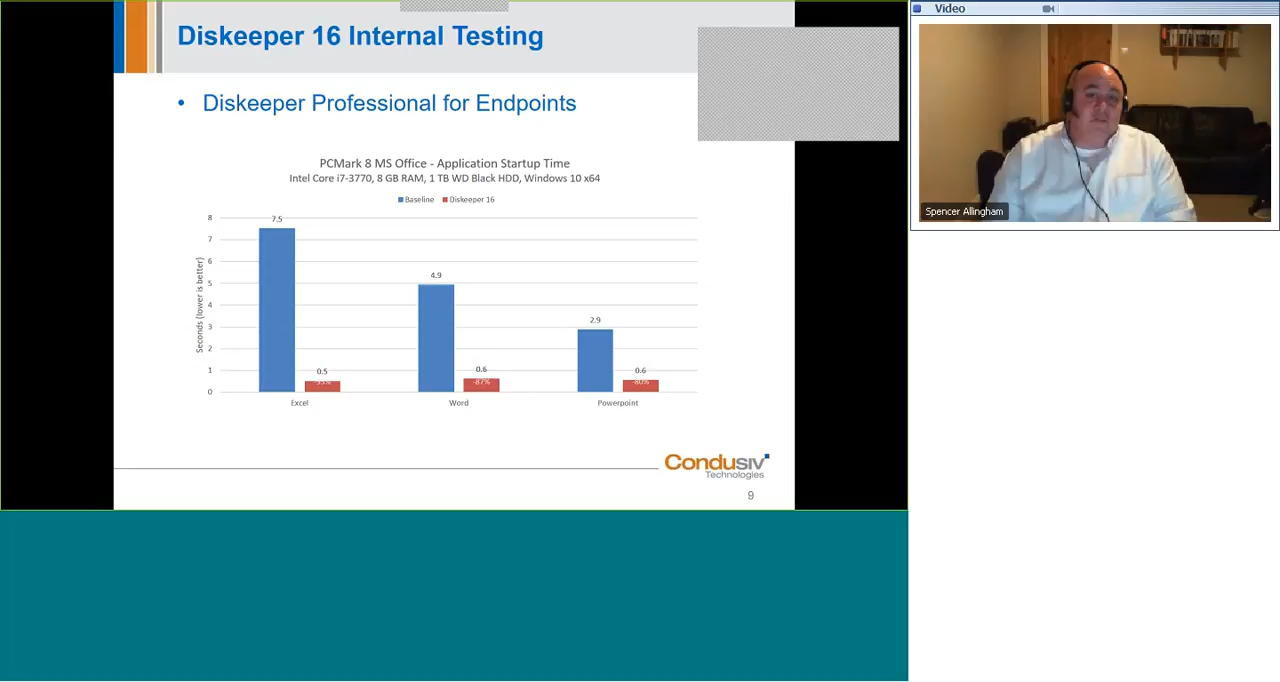 Diskeeper 16 Internal Testing
• Diskeeper Professional for Endpoints
PCMark 8 MS Office - Application Startup Time
Intel Core i7-3770, 8 GB RAM, 1 TB WD Black HDD, Windows 10 x64
Baseline Diskeeper 16
Seconds (lower is better)
8
7
6
5
4
3
2
1
0
7.5
4.9
2.9
0.5
0.6
0.6
-93%
-87%
-80%
Excel Word Powerpoint
Condusiv
Technologies
9
Video
Spencer Allingham